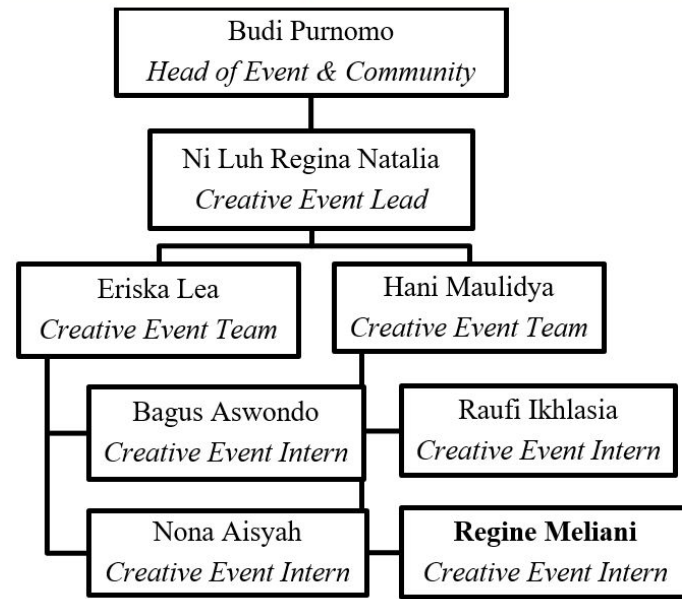 Budi Purnomo
Head of Event & Community
Ni Luh Regina Natalia
Creative Event Lead
Eriska Lea
Creative Event Team
Hani Maulidya
Creative Event Team
Bagus Aswondo
Creative Event Intern
Raufi Ikhlasia
Creative Event Intern
Nona Aisyah
Creative Event Intern
Regine Meliani
Creative Event Intern